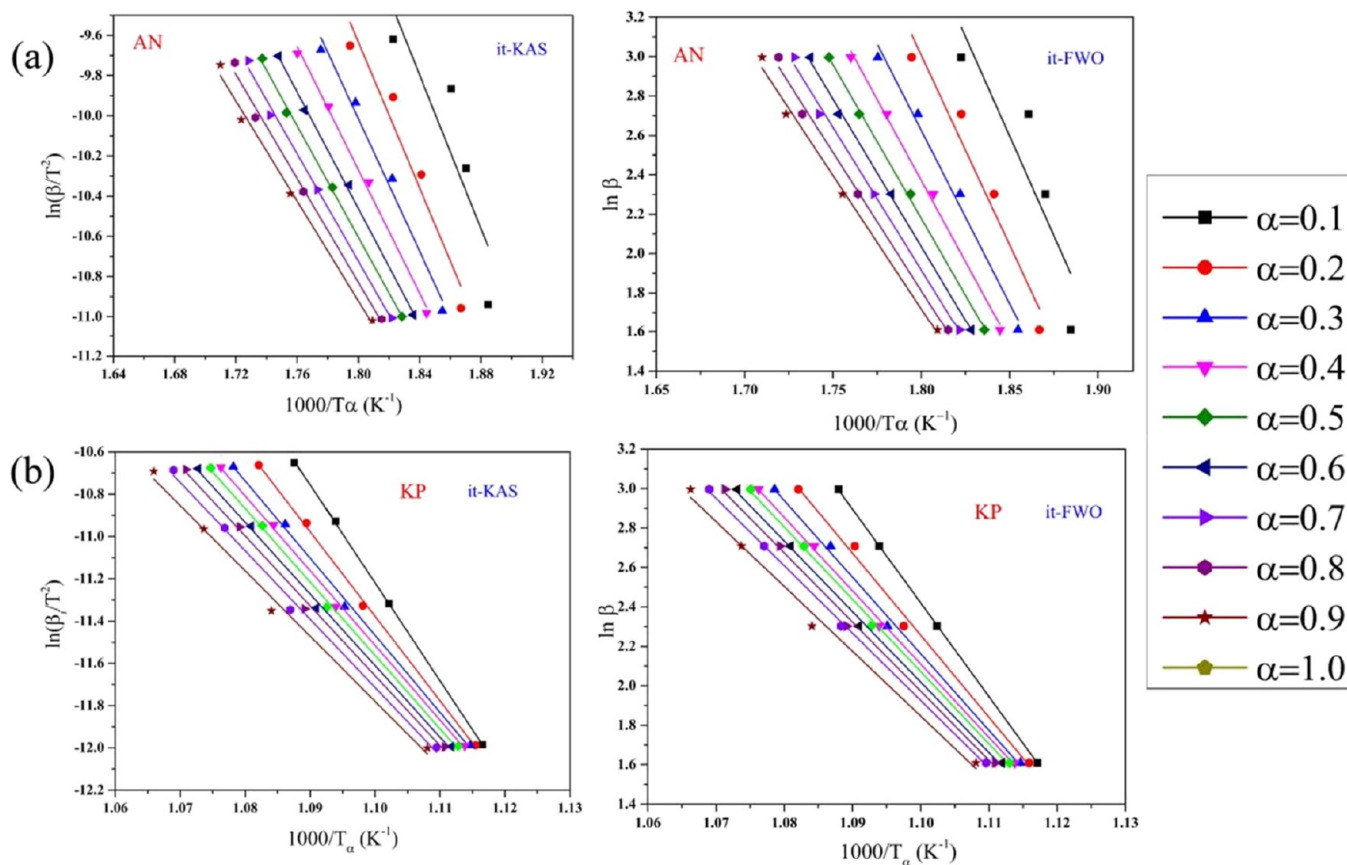 (a)
AN
it-KAS
ln(β/T²)
-9.6
-9.8
-10.0
-10.2
-10.4
-10.6
-10.8
-11.0
-11.2
1.64 1.68 1.72 1.76 1.80 1.84 1.88 1.92
1000/Tα (K⁻¹)
AN
it-FWO
ln β
3.2
3.0
2.8
2.6
2.4
2.2
2.0
1.8
1.6
1.4
1.65 1.70 1.75 1.80 1.85 1.90
1000/Tα (K⁻¹)
(b)
KP
it-KAS
ln(β/T²)
-10.6
-10.8
-11.0
-11.2
-11.4
-11.6
-11.8
-12.0
-12.2
1.06 1.07 1.08 1.09 1.10 1.11 1.12 1.13
1000/Tα (K⁻¹)
KP
it-FWO
ln β
3.2
3.0
2.8
2.6
2.4
2.2
2.0
1.8
1.6
1.4
1.06 1.07 1.08 1.09 1.10 1.11 1.12 1.13
1000/Tα (K⁻¹)
α=0.1
α=0.2
α=0.3
α=0.4
α=0.5
α=0.6
α=0.7
α=0.8
α=0.9
α=1.0